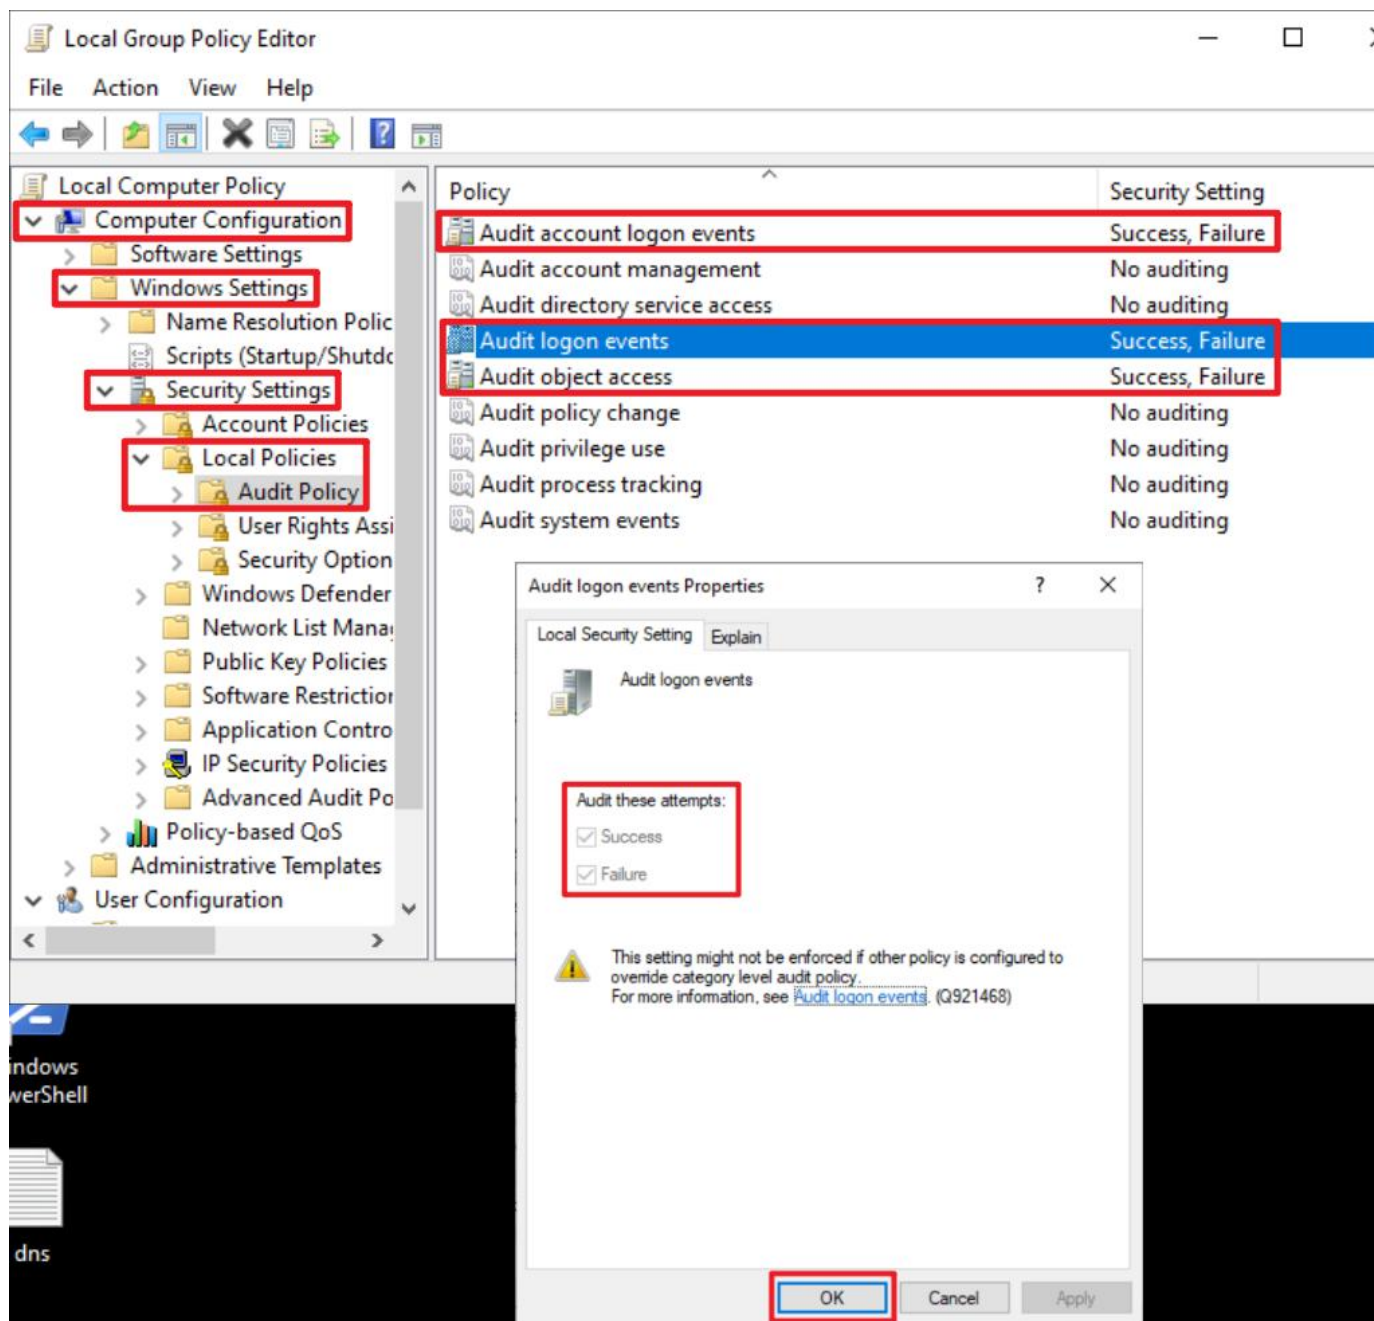 Local Group Policy Editor
File Action View Help
Local Computer Policy
Computer Configuration
Software Settings
Windows Settings
Name Resolution Polic
Scripts (Startup/Shutdc
Security Settings
Account Policies
Local Policies
Audit Policy
User Rights Assi
Security Option
Windows Defender
Network List Mana
Public Key Policies
Software Restriction
Application Contro
IP Security Policies
Advanced Audit Po
Policy-based QoS
Administrative Templates
User Configuration
Policy Security Setting
Audit account logon events Success, Failure
Audit account management No auditing
Audit directory service access No auditing
Audit logon events Success, Failure
Audit object access Success, Failure
Audit policy change No auditing
Audit privilege use No auditing
Audit process tracking No auditing
Audit system events No auditing
Audit logon events Properties
Local Security Setting Explain
Audit logon events
Audit these attempts:
Success
Failure
This setting might not be enforced if other policy is configured to
override category level audit policy.
For more information, see Audit logon events. (Q921468)
OK Cancel Apply
indows
werShell
dns